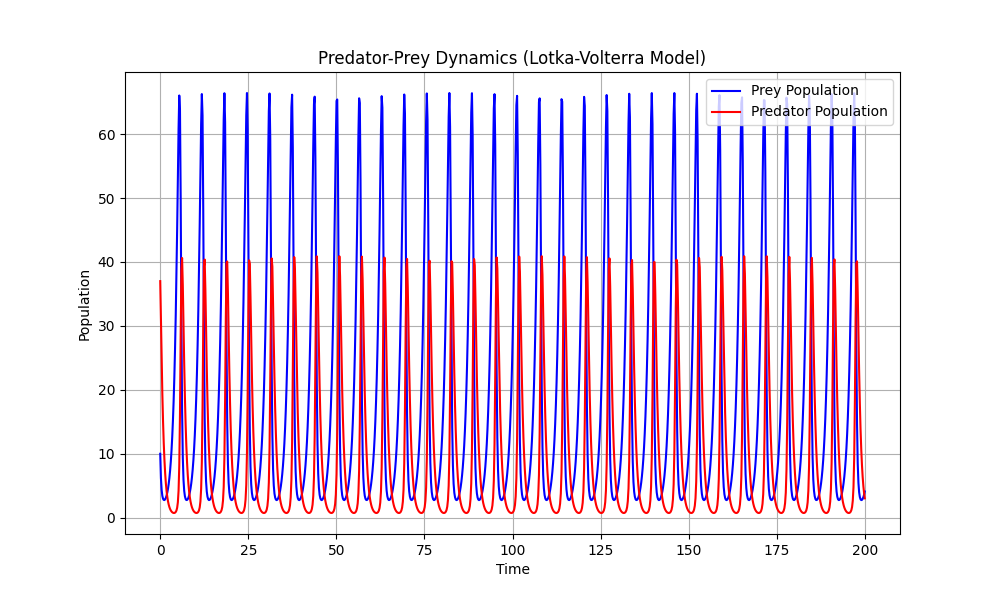 Predator-Prey Dynamics (Lotka-Volterra Model)
Prey Population
Predator Population
Population
60
50
40
30
20
10
0
0 25 50 75 100 125 150 175 200
Time